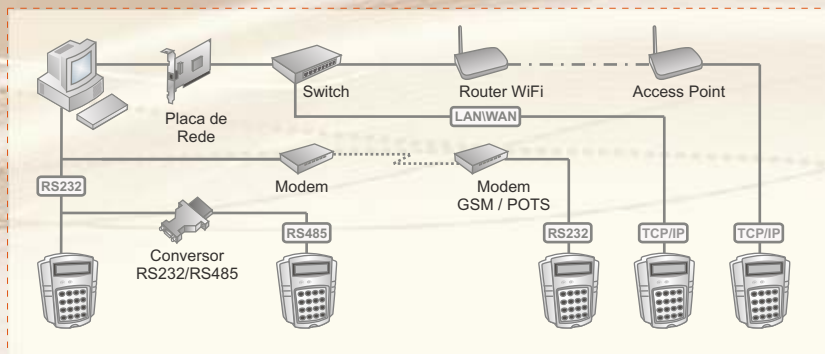 Placa de
Rede
Switch
Router WiFi
Access Point
LAN\WAN
Modem
Modem
GSM / POTS
RS232
Conversor
RS232/RS485
RS485
RS232
TCP/IP
TCP/IP